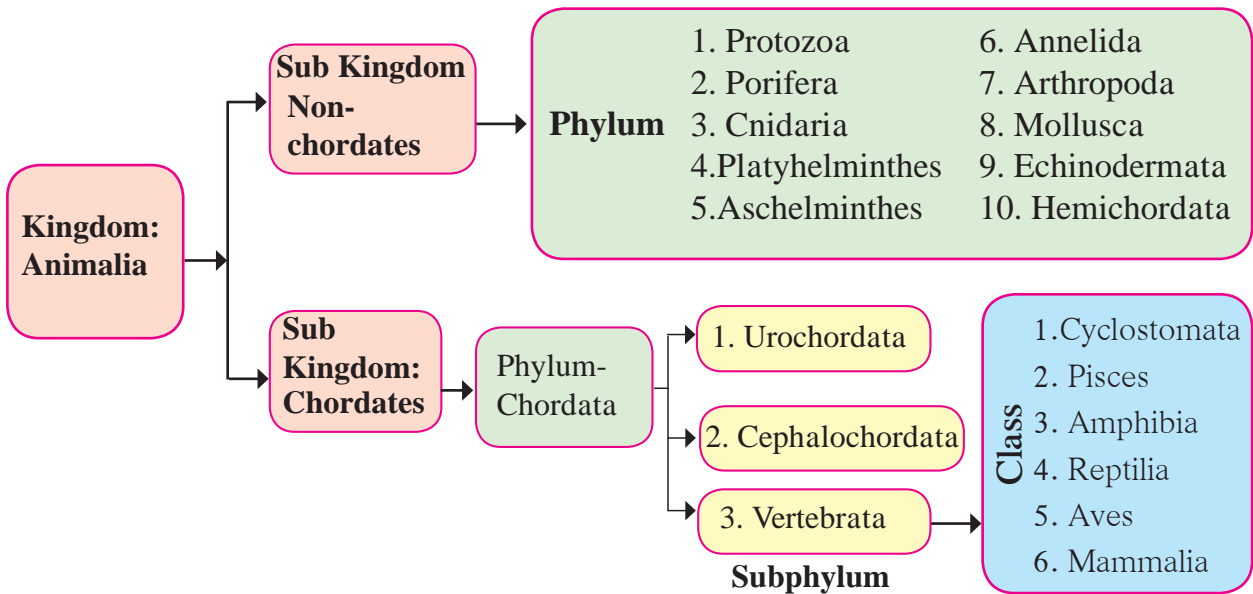 Kingdom:
Animalia
Sub Kingdom
Non-
chordates
Phylum
1. Protozoa
2. Porifera
3. Cnidaria
4.Platyhelminthes
5.Aschelminthes
6. Annelida
7. Arthropoda
8. Mollusca
9. Echinodermata
10. Hemichordata
Sub
Kingdom:
Chordates
Phylum-
Chordata
1. Urochordata
2. Cephalochordata
3. Vertebrata
Subphylum
Class
1.Cyclostomata
2. Pisces
3. Amphibia
4. Reptilia
5. Aves
6. Mammalia